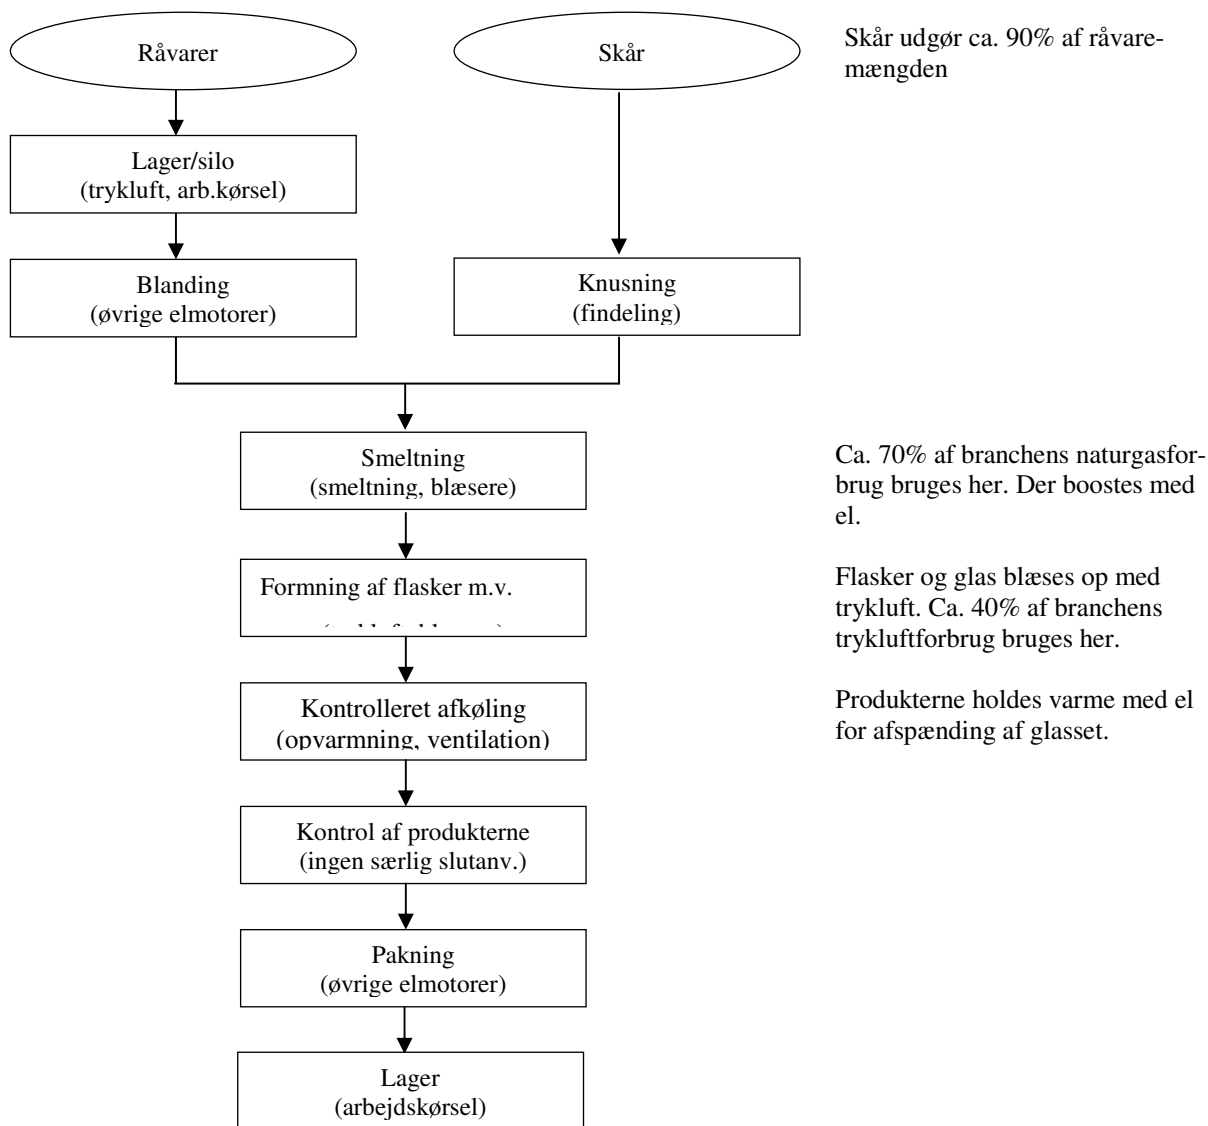 Råvarer
Skår
Skår udgør ca. 90% af råvare-
mængden
Lager/silo
(trykluft, arb.kørsel)
Blanding
(øvrige elmotorer)
Knusning
(findeling)
Smeltning
(smeltning, blæsere)
Ca. 70% af branchens naturgasfor-
brug bruges her. Der boostes med
el.
Formning af flasker m.v.
Flasker og glas blæses op med
trykluft. Ca. 40% af branchens
trykluftforbrug bruges her.
Kontrolleret afkøling
(opvarmning, ventilation)
Produkterne holdes varme med el
for afspænding af glasset.
Kontrol af produkterne
(ingen særlig slutanv.)
Pakning
(øvrige elmotorer)
Lager
(arbejdskørsel)